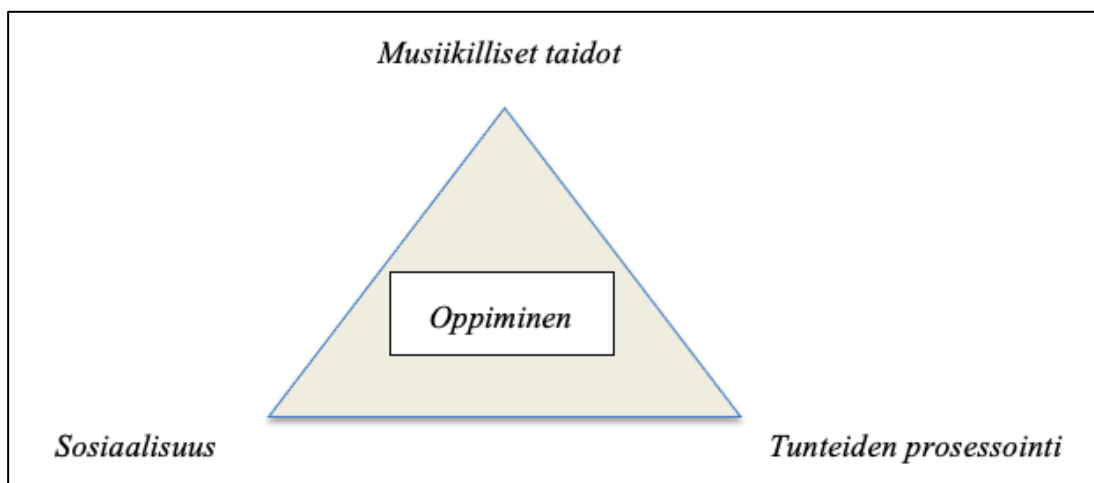 Musiikilliset taidot
Oppiminen
Sosiaalisuus
Tunteiden prosessointi